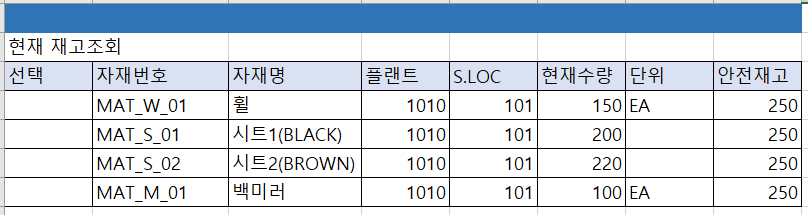 현재 재고조회
선택 자재번호 자재명 플랜트 S.LOC 현재수량 단위 안전재고
MAT_W_01 휠 1010 101 150 EA 250
MAT_S_01 시트1(BLACK) 1010 101 200 250
MAT_S_02 시트2(BROWN) 1010 101 220 250
MAT_M_01 백미러 1010 101 100 EA 250